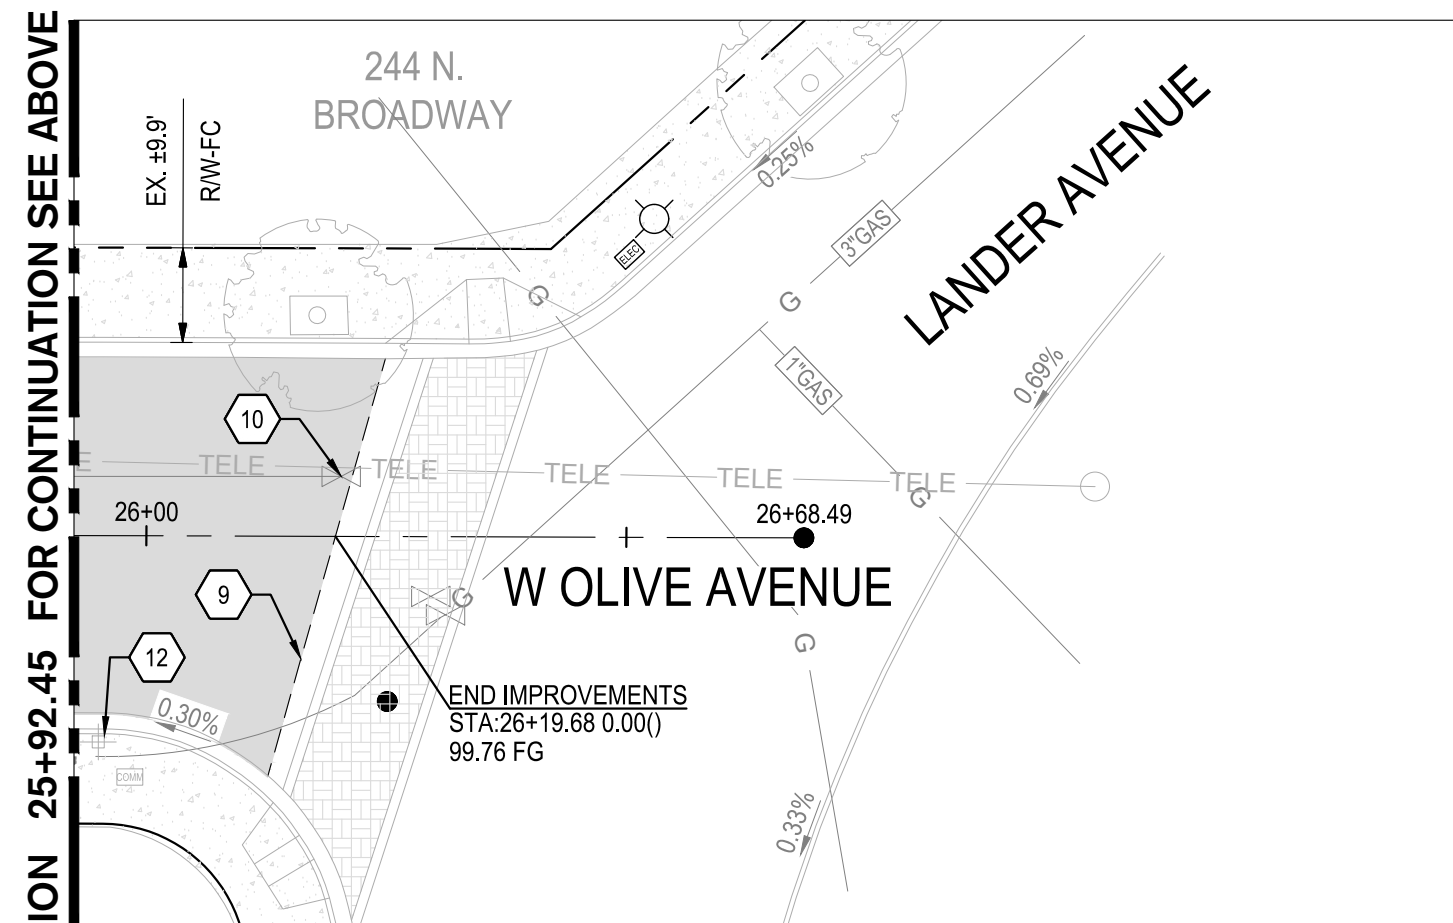 ION 25+92.45 FOR CONTINUATION SEE ABOVE
244 N.
BROADWAY
EX. ±9.9'
R/W-FC
0.25%
3"GAS
LANDER AVENUE
ELEC
G
G
1"GAS
0.69%
10
E
TELE
TELE
TELE
TELE
TELE
G
26+00
26+68.49
9
G
W OLIVE AVENUE
G
12
0.30%
END IMPROVEMENTS
STA:26+19.68 0.00()
99.76 FG
COMM
0.33%